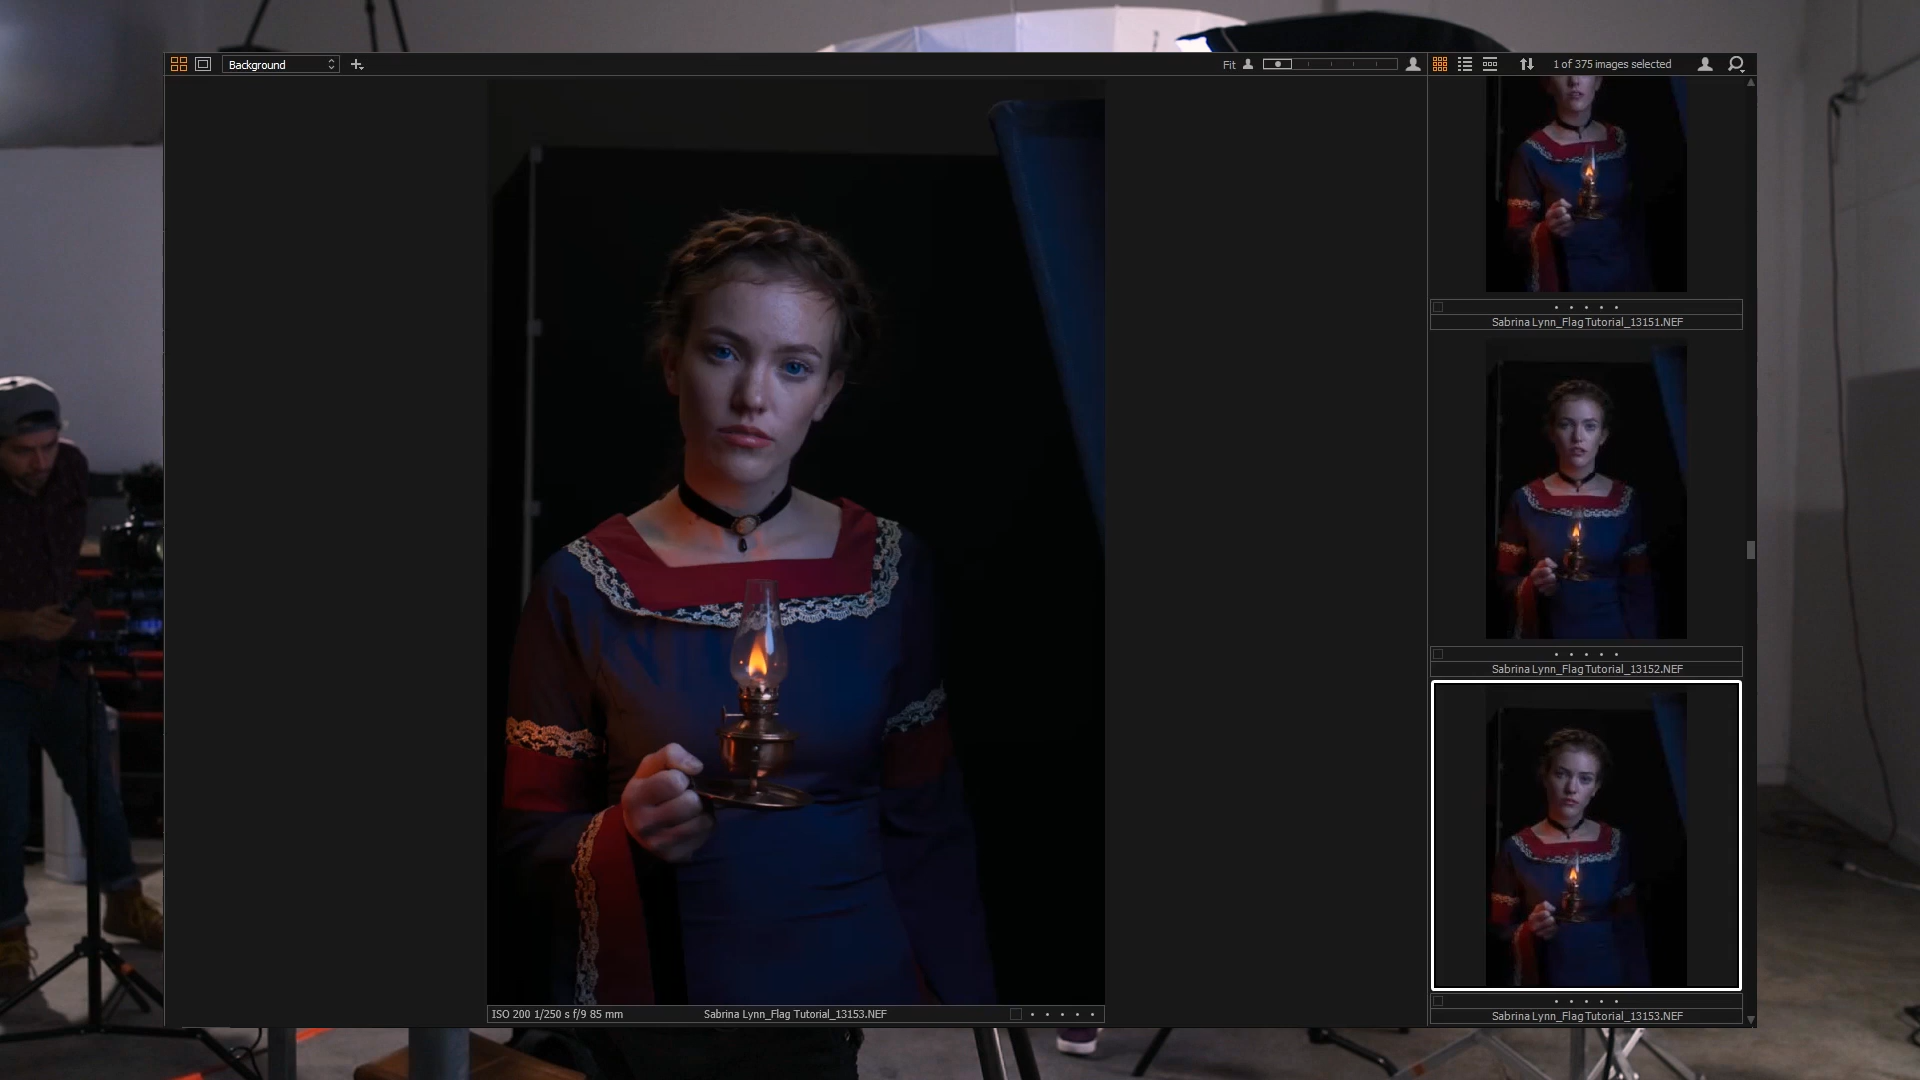 Background
Fit
1 of 375 images selected
Sabrina Lynn_Flag Tutorial_13151.NEF
Sabrina Lynn_Flag Tutorial_13152.NEF
Sabrina Lynn_Flag Tutorial_13153.NEF
ISO 200 1/250 s f/9 85 mm
Sabrina Lynn_Flag Tutorial_13153.NEF